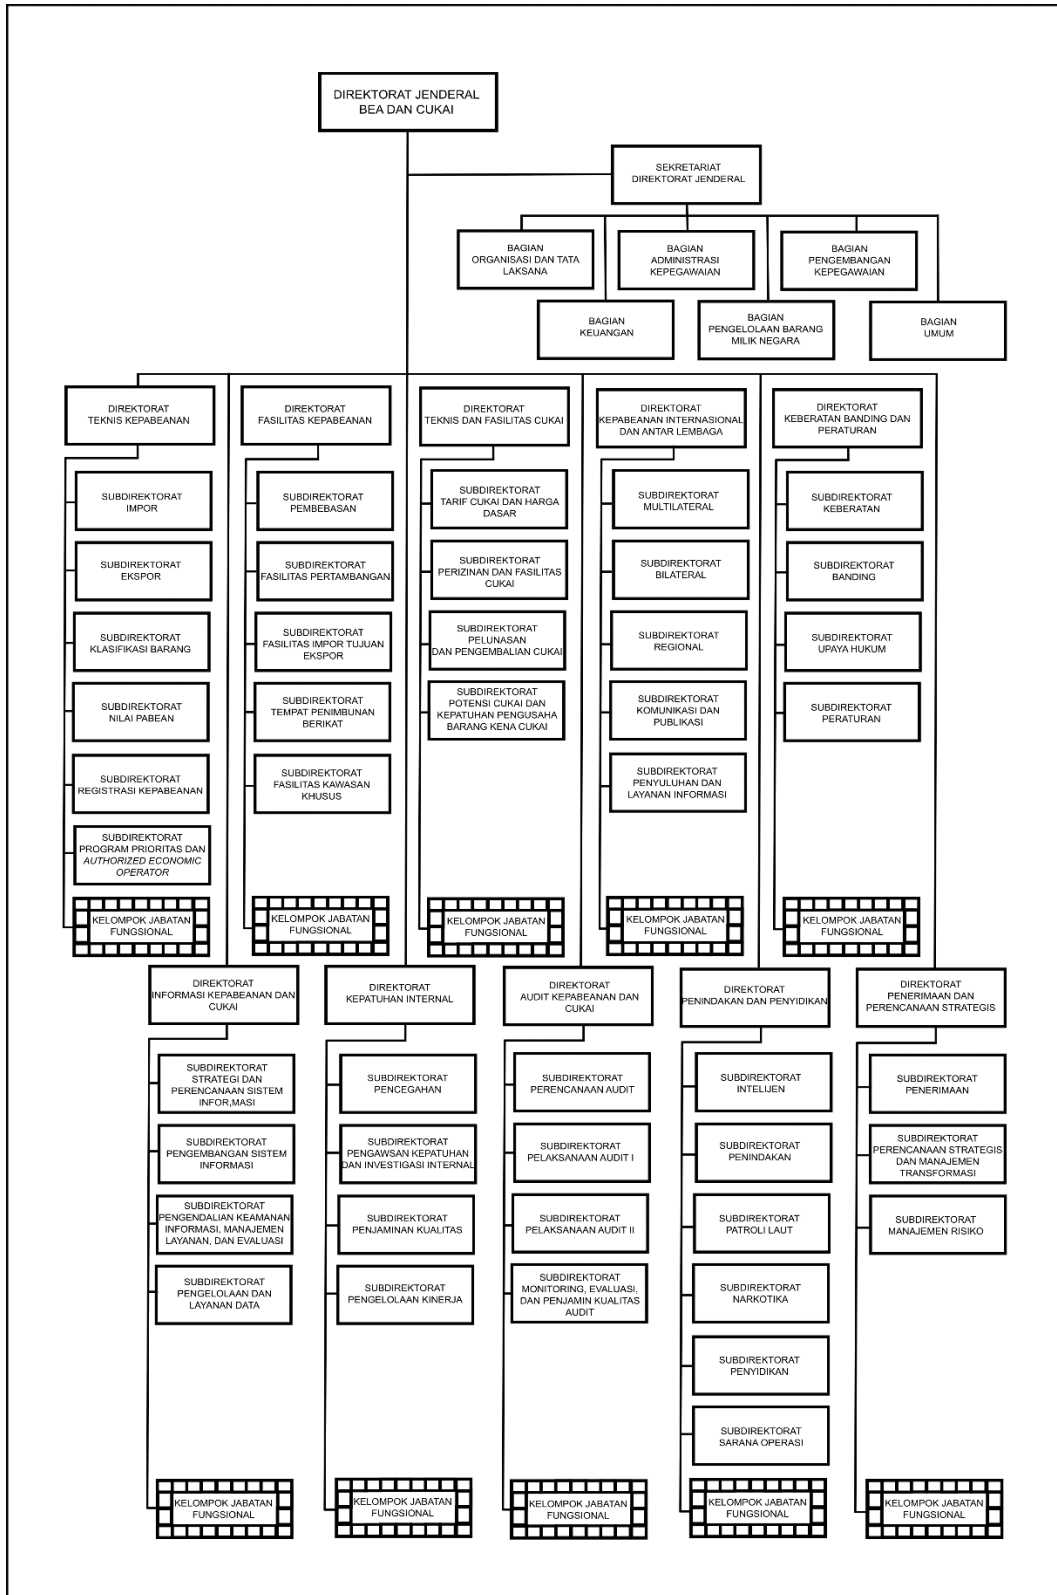 DIREKTORAT JENDERAL
BEA DAN CUKAI
SEKRETARIAT
DIREKTORAT JENDERAL
BAGIAN
ORGANISASI DAN TATA
LAKSANA
BAGIAN
ADMINISTRASI
KEPEGAWAIAN
BAGIAN
PENGEMBANGAN
KEPEGAWAIAN
BAGIAN
KEUANGAN
BAGIAN
PENGELOLAAN BARANG
MILIK NEGARA
BAGIAN
UMUM
DIREKTORAT
TEKNIS KEPABEANAN
SUBDIREKTORAT
IMPOR
SUBDIREKTORAT
EKSPOR
SUBDIREKTORAT
KLASIFIKASI BARANG
SUBDIREKTORAT
NILAI PABEAN
SUBDIREKTORAT
REGISTRASI KEPABEANAN
SUBDIREKTORAT
PROGRAM PRIORITAS DAN
AUTHORIZED ECONOMIC
OPERATOR
KELOMPOK JABATAN
FUNGSIONAL
DIREKTORAT
FASILITAS KEPABEANAN
SUBDIREKTORAT
PEMBEBASAN
SUBDIREKTORAT
FASILITAS PERTAMBANGAN
SUBDIREKTORAT
FASILITAS IMPOR TUJUAN
EKSPOR
SUBDIREKTORAT
TEMPAT PENIMBUNAN
BERIKAT
SUBDIREKTORAT
FASILITAS KAWASAN
KHUSUS
KELOMPOK JABATAN
FUNGSIONAL
DIREKTORAT
TEKNIS DAN FASILITAS CUKAI
SUBDIREKTORAT
TARIF CUKAI DAN HARGA
DASAR
SUBDIREKTORAT
PERIZINAN DAN FASILITAS
CUKAI
SUBDIREKTORAT
PELUNASAN
DAN PENGEMBALIAN CUKAI
SUBDIREKTORAT
POTENSI CUKAI DAN
KEPATUHAN PENGUSAHA
BARANG KENA CUKAI
KELOMPOK JABATAN
FUNGSIONAL
DIREKTORAT
KEPABEANAN INTERNASIONAL
DAN ANTAR LEMBAGA
SUBDIREKTORAT
MULTILATERAL
SUBDIREKTORAT
BILATERAL
SUBDIREKTORAT
REGIONAL
SUBDIREKTORAT
KOMUNIKASI DAN
PUBLIKASI
SUBDIREKTORAT
PENYULUHAN DAN
LAYANAN INFORMASI
KELOMPOK JABATAN
FUNGSIONAL
DIREKTORAT
KEBERATAN BANDING DAN
PERATURAN
SUBDIREKTORAT
KEBERATAN
SUBDIREKTORAT
BANDING
SUBDIREKTORAT
UPAYA HUKUM
SUBDIREKTORAT
PERATURAN
KELOMPOK JABATAN
FUNGSIONAL
DIREKTORAT
INFORMASI KEPABEANAN DAN
CUKAI
SUBDIREKTORAT
STRATEGI DAN
PERENCANAAN SISTEM
INFOR,MASI
SUBDIREKTORAT
PENGEMBANGAN SISTEM
INFORMASI
SUBDIREKTORAT
PENGENDALIAN KEAMANAN
INFORMASI, MANAJEMEN
LAYANAN, DAN EVALUASI
SUBDIREKTORAT
PENGELOLAAN DAN
LAYANAN DATA
KELOMPOK JABATAN
FUNGSIONAL
DIREKTORAT
KEPATUHAN INTERNAL
SUBDIREKTORAT
PENCEGAHAN
SUBDIREKTORAT
PENGAWSAN KEPATUHAN
DAN INVESTIGASI INTERNAL
SUBDIREKTORAT
PENJAMINAN KUALITAS
SUBDIREKTORAT
PENGELOLAAN KINERJA
KELOMPOK JABATAN
FUNGSIONAL
DIREKTORAT
AUDIT KEPABEANAN DAN
CUKAI
SUBDIREKTORAT
PERENCANAAN AUDIT
SUBDIREKTORAT
PELAKSANAAN AUDIT I
SUBDIREKTORAT
PELAKSANAAN AUDIT II
SUBDIREKTORAT
MONITORING, EVALUASI,
DAN PENJAMIN KUALITAS
AUDIT
KELOMPOK JABATAN
FUNGSIONAL
DIREKTORAT
PENINDAKAN DAN PENYIDIKAN
SUBDIREKTORAT
INTELIJEN
SUBDIREKTORAT
PENINDAKAN
SUBDIREKTORAT
PATROLI LAUT
SUBDIREKTORAT
NARKOTIKA
SUBDIREKTORAT
PENYIDIKAN
SUBDIREKTORAT
SARANA OPERASI
KELOMPOK JABATAN
FUNGSIONAL
DIREKTORAT
PENERIMAAN DAN
PERENCANAAN STRATEGIS
SUBDIREKTORAT
PENERIMAAN
SUBDIREKTORAT
PERENCANAAN STRATEGIS
DAN MANAJEMEN
TRANSFORMASI
SUBDIREKTORAT
MANAJEMEN RISIKO
KELOMPOK JABATAN
FUNGSIONAL